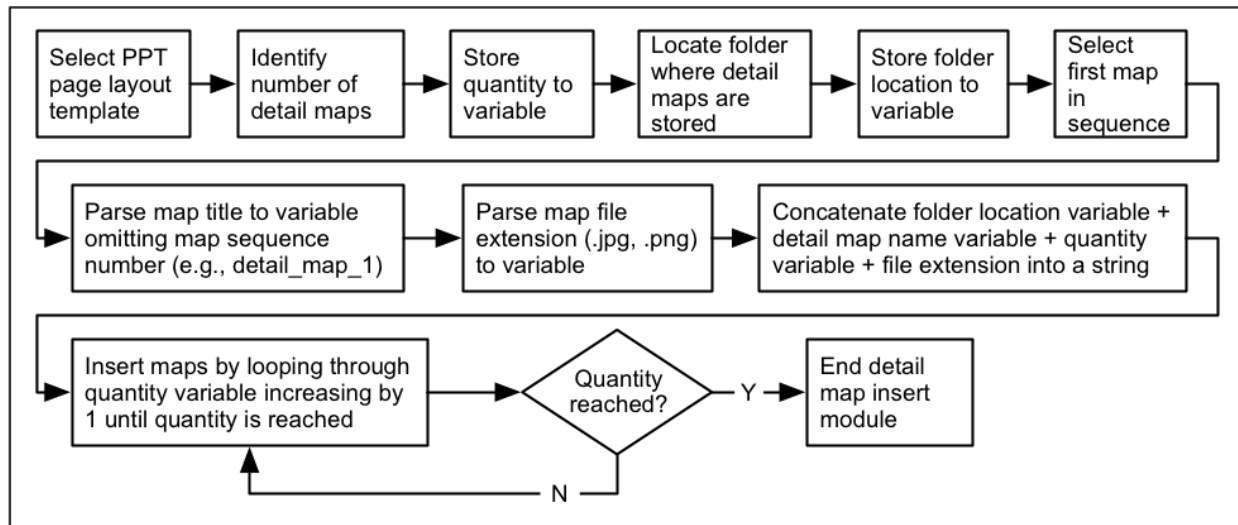 Select PPT
page layout
template
Identify
number of
detail maps
Store
quantity to
variable
Locate folder
where detail
maps are
stored
Store folder
location to
variable
Select
first map
in
sequence
Parse map title to variable
omitting map sequence
number (e.g., detail_map_1)
Parse map file
extension (.jpg, .png)
to variable
Concatenate folder location variable +
detail map name variable + quantity
variable + file extension into a string
Insert maps by looping through
quantity variable increasing by
1 until quantity is reached
Quantity
reached?
Y
End detail
map insert
module
N